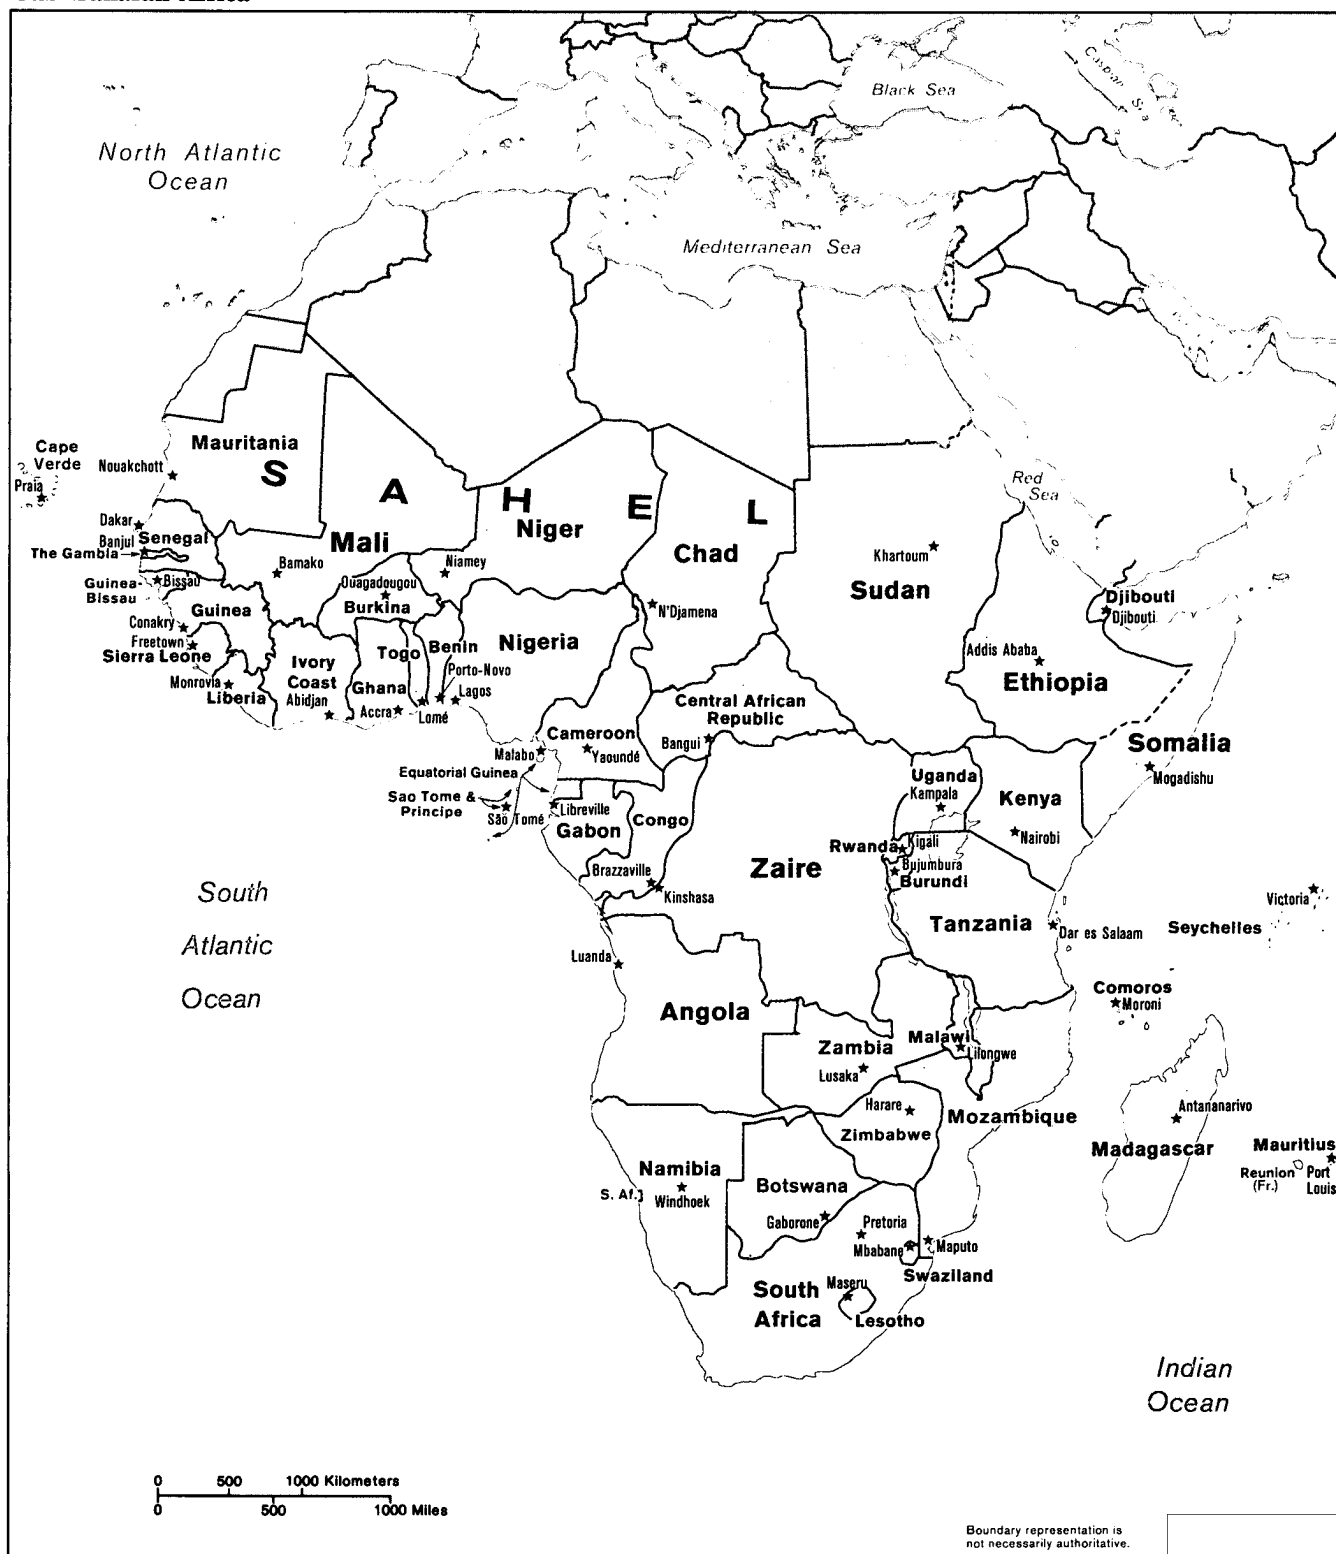 Black Sea
Caspian Sea
North Atlantic
Ocean
Mediterranean Sea
Cape
Verde
Praia
Mauritania
Nouakchott
S A H E L
Red
Sea
Dakar
Banjul
Senegal
The Gambia
Mali
Bamako
Niger
Niamey
Chad
N'Djamena
Khartoum
Sudan
Ouagadougou
Burkina
Guinea-
Bissau
Bissau
Guinea
Conakry
Freetown
Sierra Leone
Monrovia
Liberia
Ivory
Coast
Abidjan
Togo
Benin
Ghana
Accra
Lomé
Porto-Novo
Lagos
Nigeria
Djibouti
Djibouti
Addis Ababa
Ethiopia
Central African
Republic
Bangui
Cameroon
Yaoundé
Malabo
Equatorial Guinea
Sao Tome &
Principe
São Tomé
Libreville
Gabon
Congo
Brazzaville
Kinshasa
Zaire
Uganda
Kampala
Kenya
Nairobi
Somalia
Mogadishu
Rwanda
Kigali
Bujumbura
Burundi
Tanzania
Dar es Salaam
Victoria
Seychelles
South
Atlantic
Ocean
Luanda
Angola
Comoros
Moroni
Zambia
Lusaka
Malawi
Lilongwe
Harare
Zimbabwe
Mozambique
Antananarivo
Madagascar
Mauritius
Port
Louis
Reunion
(Fr.)
Namibia
Windhoek
S. Af.]
Botswana
Gaborone
Pretoria
Mbabane
Maputo
Swaziland
South
Africa
Maseru
Lesotho
Indian
Ocean
0 500 1000 Kilometers
0 500 1000 Miles
Boundary representation is
not necessarily authoritative.